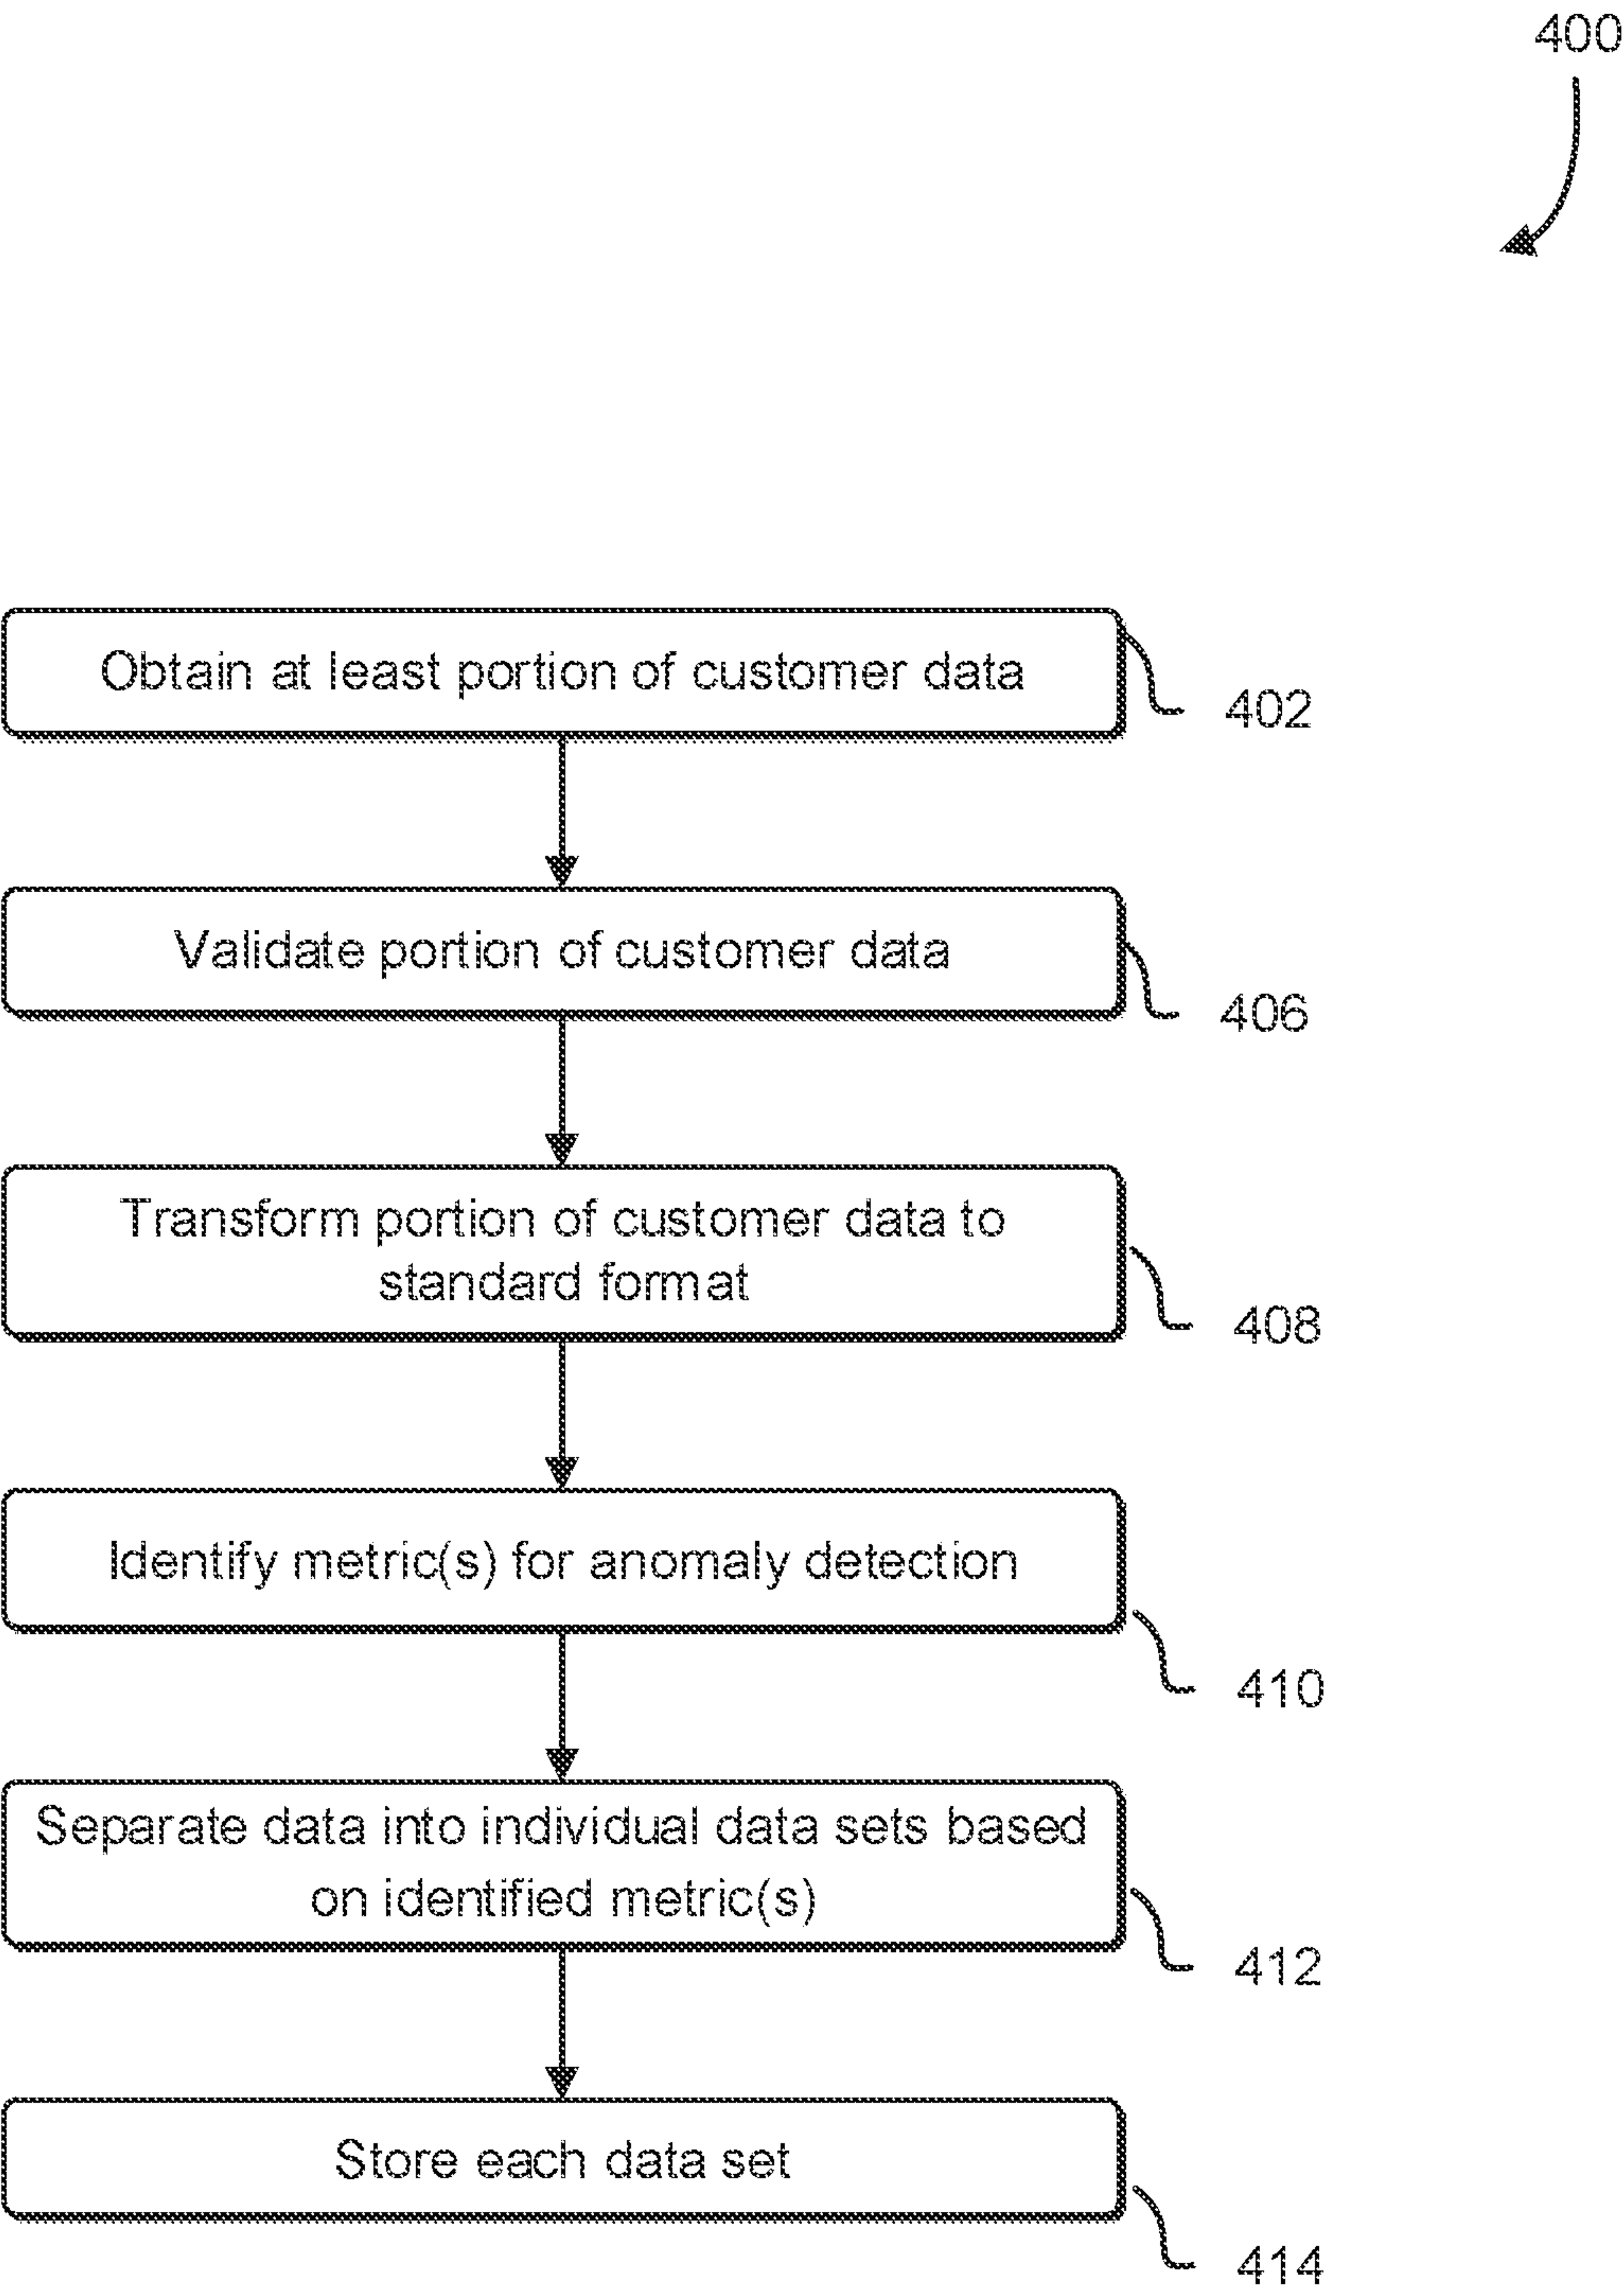 400
Obtain at least portion of customer data
402
Validate portion of customer data
406
Transform portion of customer data to
standard format
408
Identify metric(s) for anomaly detection
410
Separate data into individual data sets based
on identified metric(s)
412
Store each data set
414